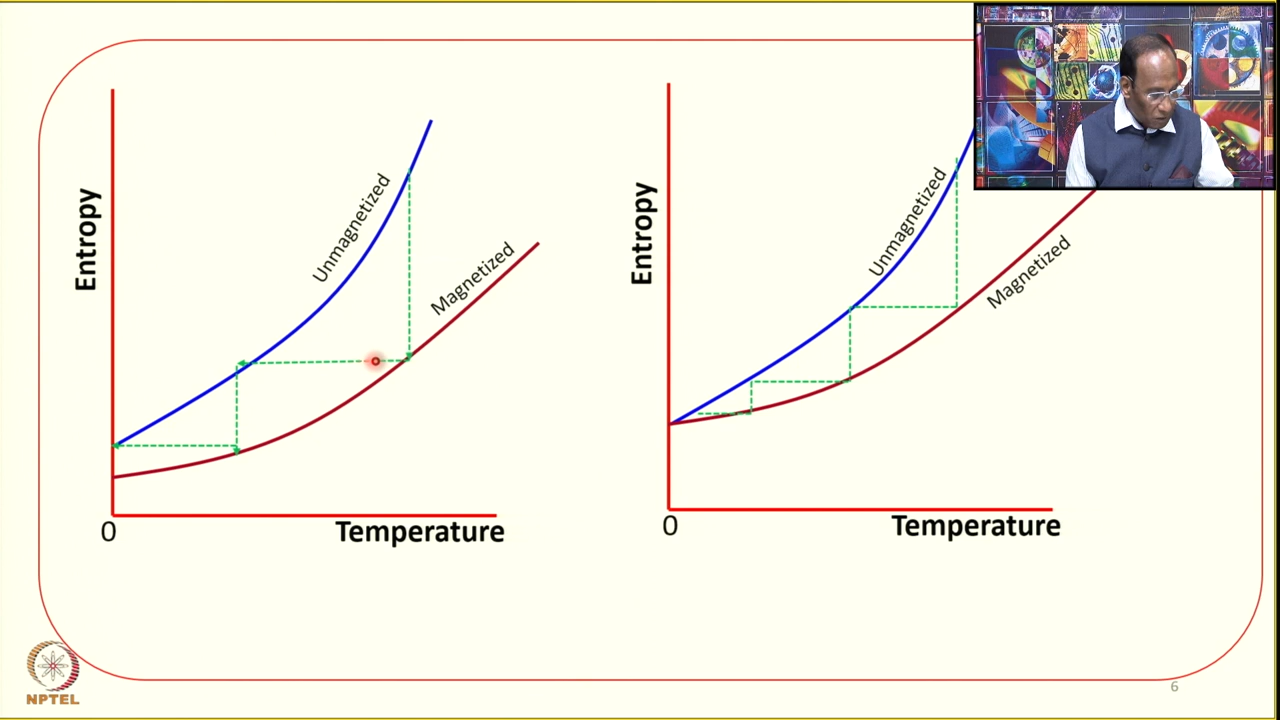 Entropy
Unmagnetized
Magnetized
0
Temperature
Entropy
Unmagnetized
Magnetized
0
Temperature
NPTEL
6